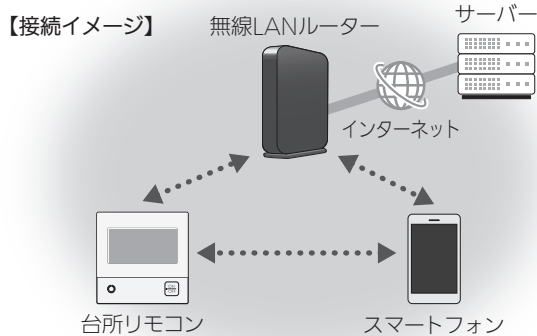 【接続イメージ】
無線LANルーター
サーバー
インターネット
台所リモコン
スマートフォン